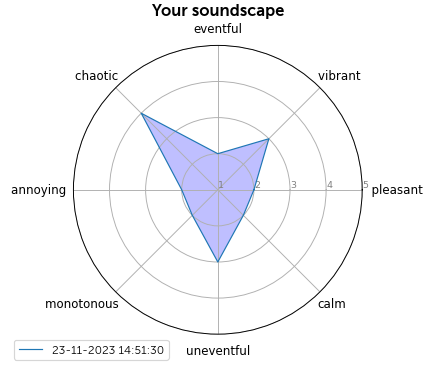 Your soundscape
eventful
chaotic
vibrant
annoying
1
2
3
4
5
pleasant
monotonous
calm
23-11-2023 14:51:30
uneventful